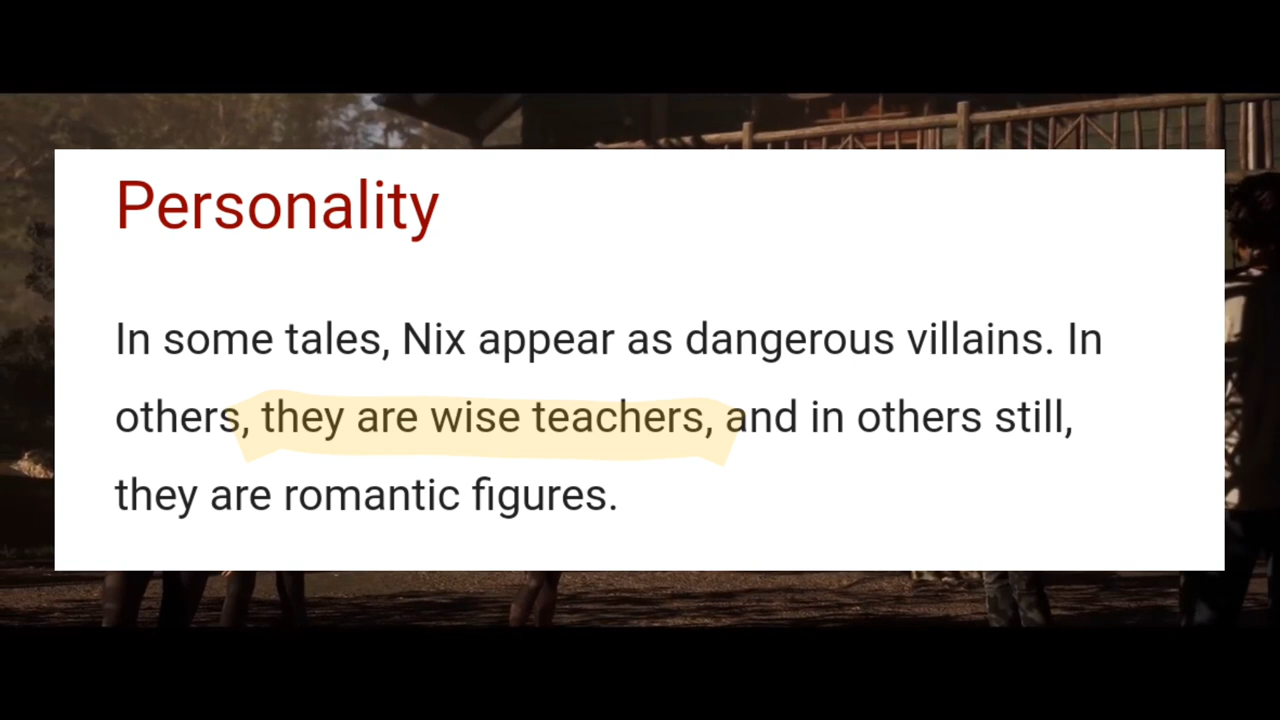 Personality
In some tales, Nix appear as dangerous villains. In
others, they are wise teachers, and in others still,
they are romantic figures.